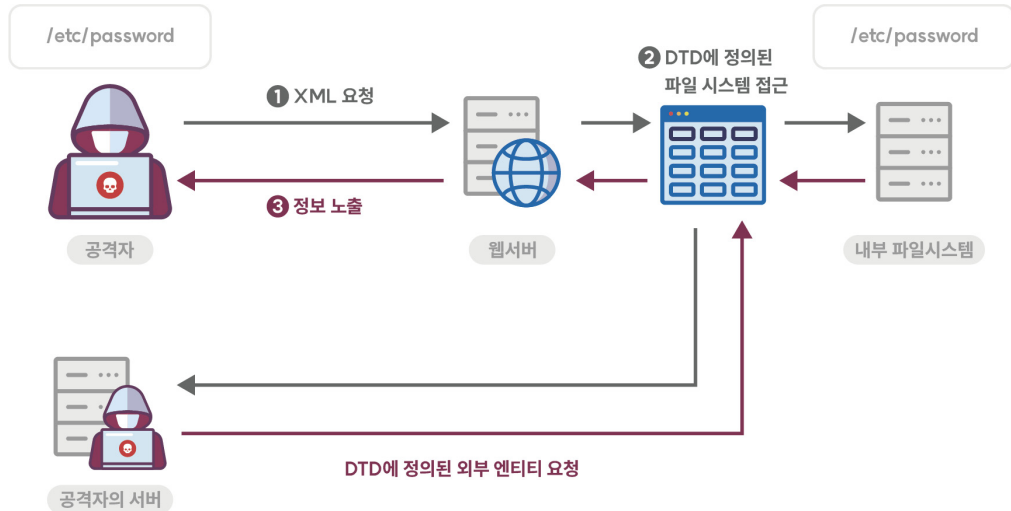 /etc/password
/etc/password
❷ DTD에 정의된
파일 시스템 접근
❶ XML 요청
❸ 정보 노출
공격자
웹서버
내부 파일시스템
DTD에 정의된 외부 엔티티 요청
공격자의 서버